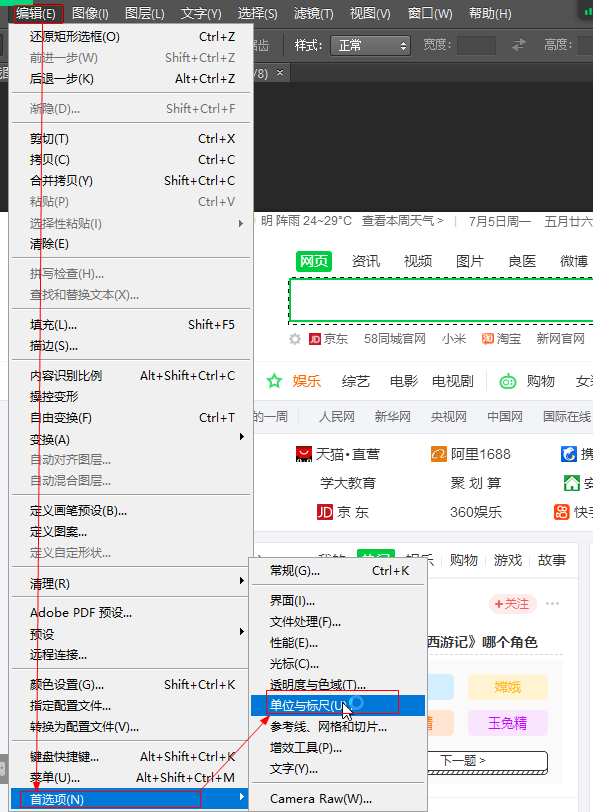 编辑(E) 图像(I) 图层(L) 文字(Y) 选择(S) 滤镜(T) 视图(V) 窗口(W) 帮助(H)
还原矩形选框(O) Ctrl+Z
前进一步(W) Shift+Ctrl+Z
后退一步(K) Alt+Ctrl+Z
渐隐(D)... Shift+Ctrl+F
剪切(T) Ctrl+X
拷贝(C) Ctrl+C
合并拷贝(Y) Shift+Ctrl+C
粘贴(P) Ctrl+V
选择性粘贴(I)
清除(E)
拼写检查(H)...
查找和替换文本(X)...
填充(L)... Shift+F5
描边(S)...
内容识别比例 Alt+Shift+Ctrl+C
操控变形
自由变换(F) Ctrl+T
变换(A)
自动对齐图层...
自动混合图层...
定义画笔预设(B)...
定义图案...
定义自定形状...
清理(R)
Adobe PDF 预设...
预设
远程连接...
颜色设置(G)... Shift+Ctrl+K
指定配置文件...
转换为配置文件(V)...
键盘快捷键... Alt+Shift+Ctrl+K
菜单(U)... Alt+Shift+Ctrl+M
首选项(N)
常规(G)... Ctrl+K
界面(I)...
文件处理(F)...
性能(E)...
光标(C)...
透明度与色域(T)...
单位与标尺(U)
参考线、网格和切片...
增效工具(P)...
文字(Y)...
Camera Raw(W)...
锯齿 样式: 正常 宽度: 高度:
/8) ×
明 阵雨 24~29°C 查看本周天气 > | 7月5日周一 五月廿六
网页 资讯 视频 图片 良医 微博
京东 58同城官网 小米 淘宝 新网官网
娱乐 综艺 电影 电视剧 购物
的一周 人民网 新华网 央视网 中国网 国际在线
天猫•直营 阿里1688
学大教育 聚划算
京东 360娱乐 快手
娱乐 购物 游戏 故事
+关注
西游记》哪个角色
嫦娥
精 玉兔精
下一题 >